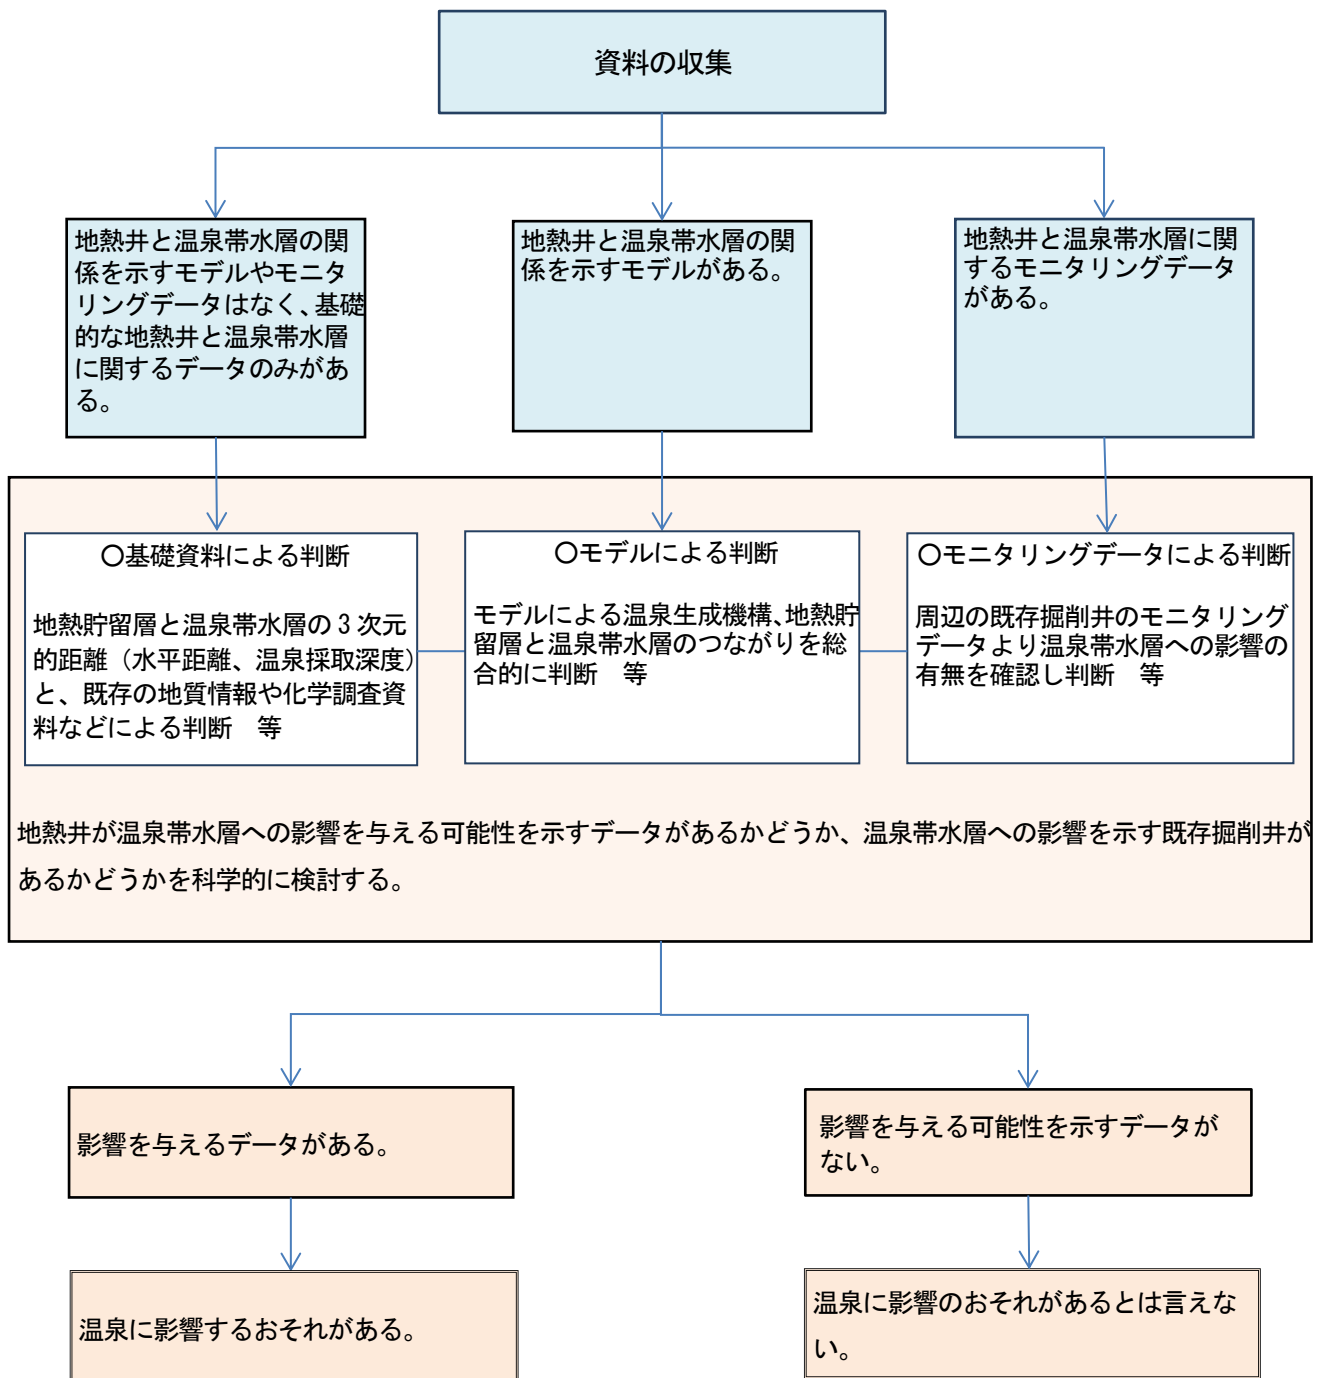 資料の収集
地熱井と温泉帯水層の関
係を示すモデルやモニタ
リングデータはなく、基礎
的な地熱井と温泉帯水層
に関するデータのみがあ
る。
地熱井と温泉帯水層の関
係を示すモデルがある。
地熱井と温泉帯水層に関
するモニタリングデータ
がある。
〇基礎資料による判断
地熱貯留層と温泉帯水層の3次元
的距離（水平距離、温泉採取深度）
と、既存の地質情報や化学調査資
料などによる判断　等
〇モデルによる判断
モデルによる温泉生成機構、地熱貯
留層と温泉帯水層のつながりを総
合的に判断　等
〇モニタリングデータによる判断
周辺の既存掘削井のモニタリング
データより温泉帯水層への影響の
有無を確認し判断　等
地熱井が温泉帯水層への影響を与える可能性を示すデータがあるかどうか、温泉帯水層への影響を示す既存掘削井が
あるかどうかを科学的に検討する。
影響を与えるデータがある。
影響を与える可能性を示すデータが
ない。
温泉に影響するおそれがある。
温泉に影響のおそれがあるとは言えな
い。